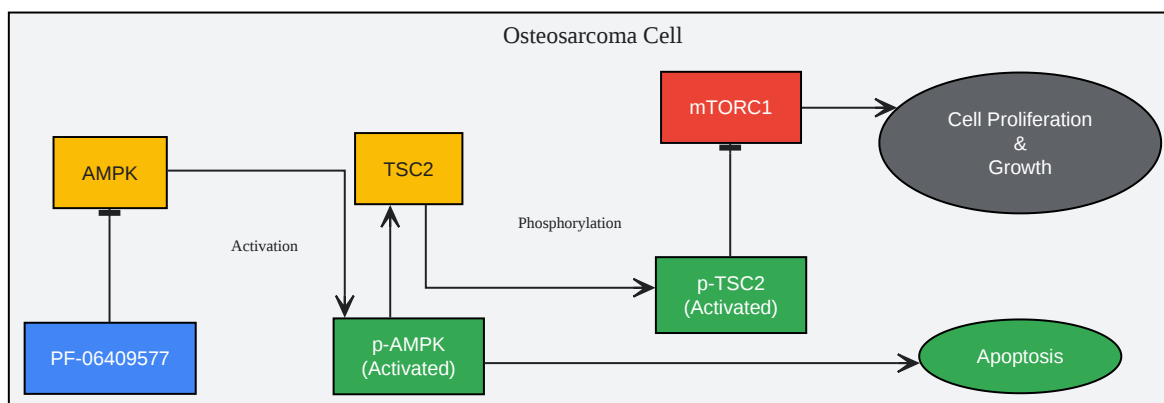 Osteosarcoma Cell
mTORC1
Cell Proliferation
&
Growth
AMPK
TSC2
Phosphorylation
Activation
p-TSC2
(Activated)
PF-06409577
p-AMPK
(Activated)
Apoptosis